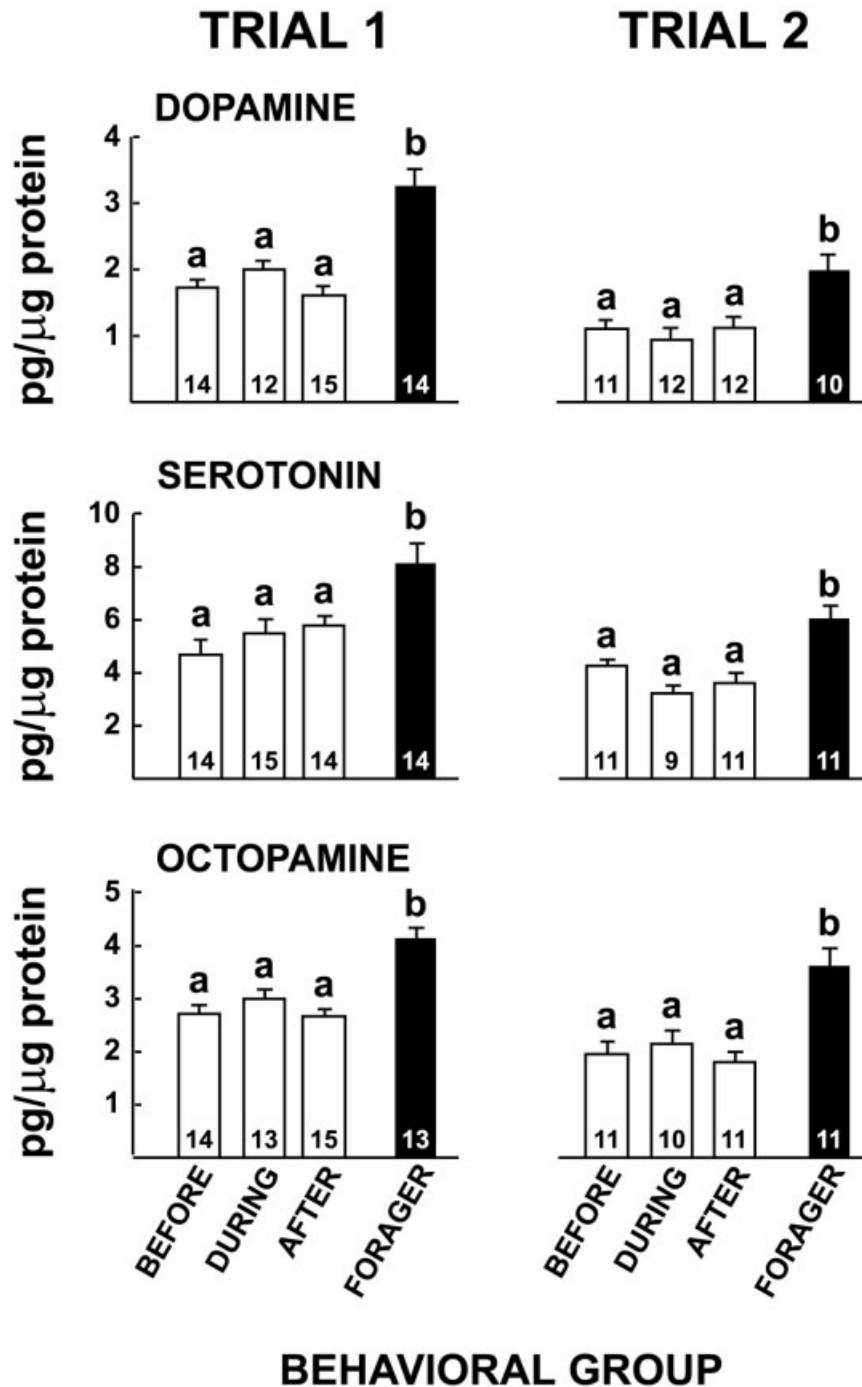 TRIAL 1 TRIAL 2
DOPAMINE
pg/μg protein
4
3
2
1
a a a b
14 12 15 14
a a a b
11 12 12 10
SEROTONIN
pg/μg protein
10
8
6
4
2
a a a b
14 15 14 14
a a a b
11 9 11 11
OCTOPAMINE
pg/μg protein
5
4
3
2
1
a a a b
14 13 15 13
a a a b
11 10 11 11
BEFORE DURING AFTER FORAGER
BEFORE DURING AFTER FORAGER
BEHAVIORAL GROUP